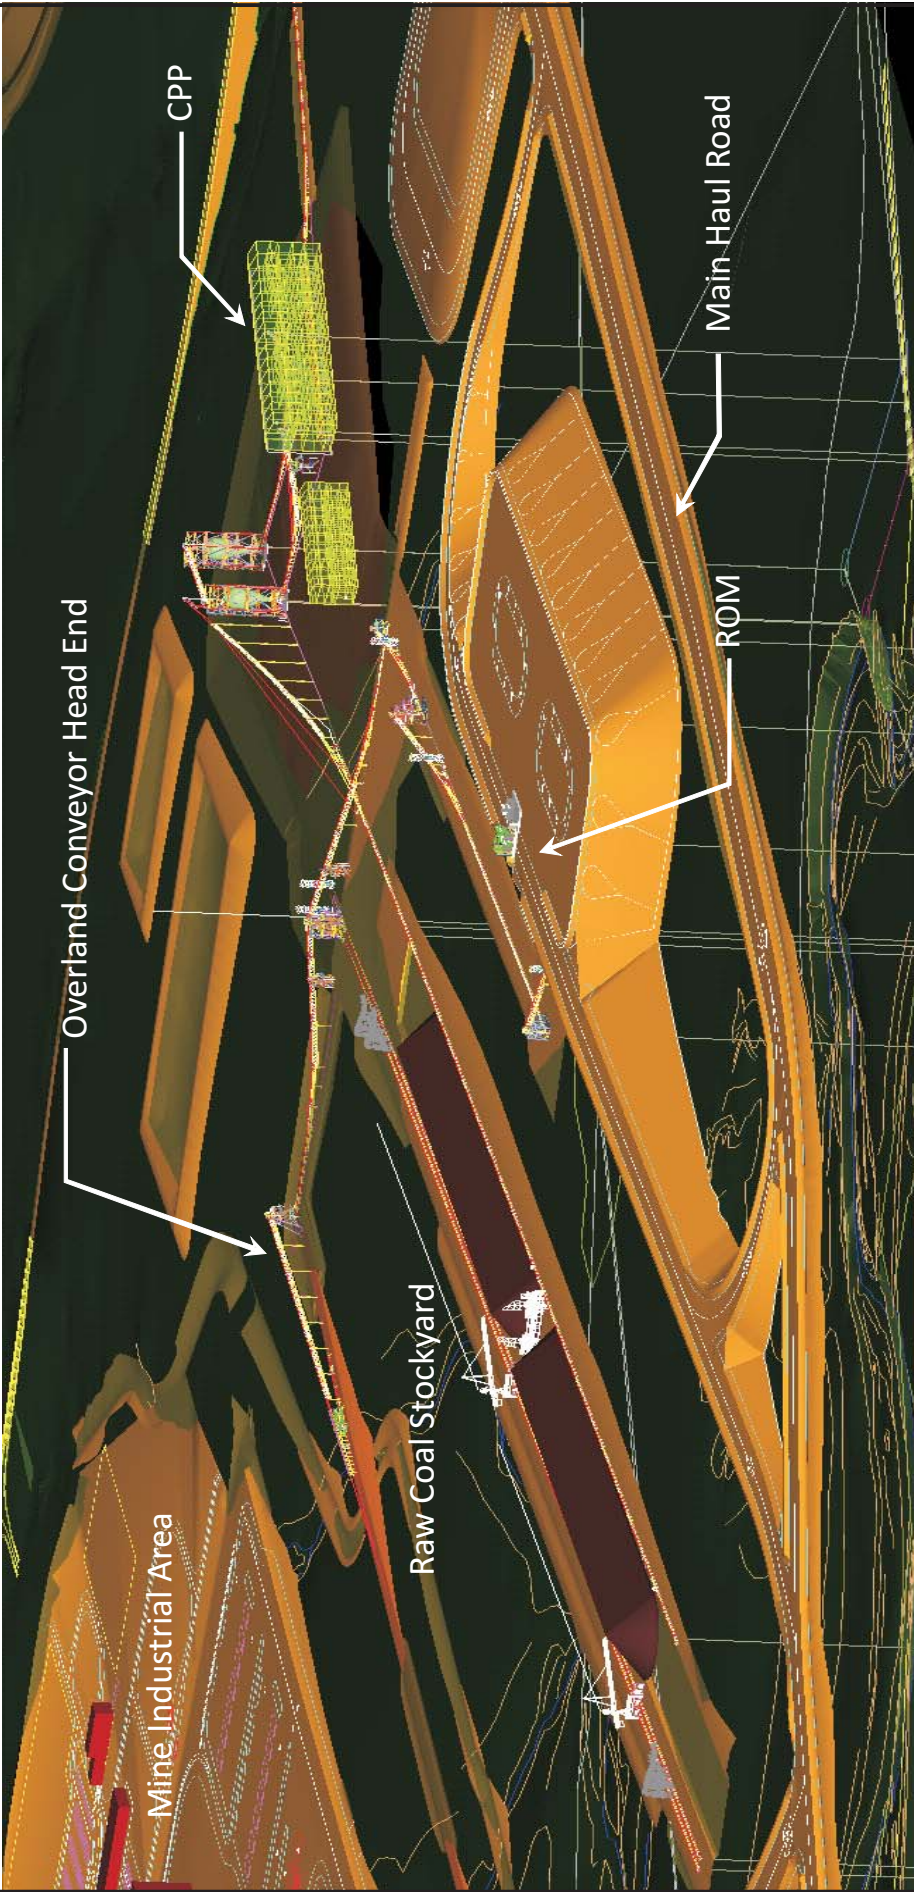 Mine Industrial Area
Overland Conveyor Head End
CPP
Raw Coal Stockyard
ROM
Main Haul Road